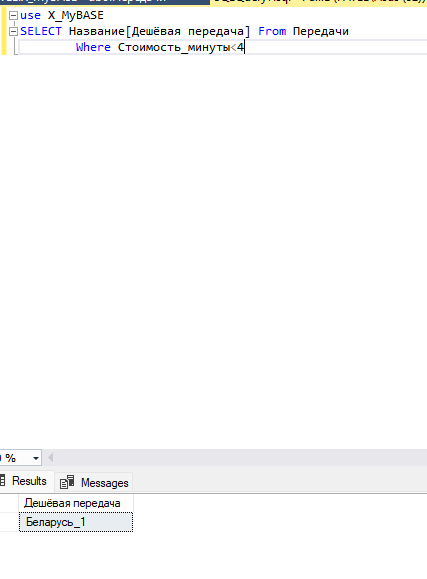 use X_MyBASE
SELECT Название[Дешёвая передача] From Передачи
Where Стоимость_минуты<4
%
Results Messages
Дешёвая передача
Беларусь_1